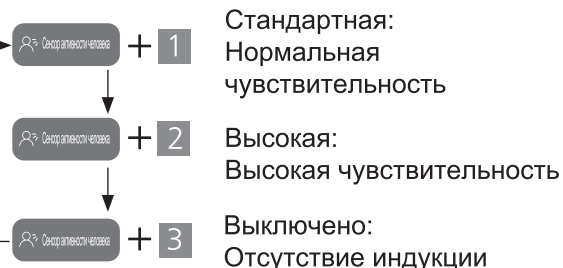 Сенсор активности человека + 1
Стандартная:
Нормальная
чувствительность
Сенсор активности человека + 2
Высокая:
Высокая чувствительность
Сенсор активности человека + 3
Выключено:
Отсутствие индукции